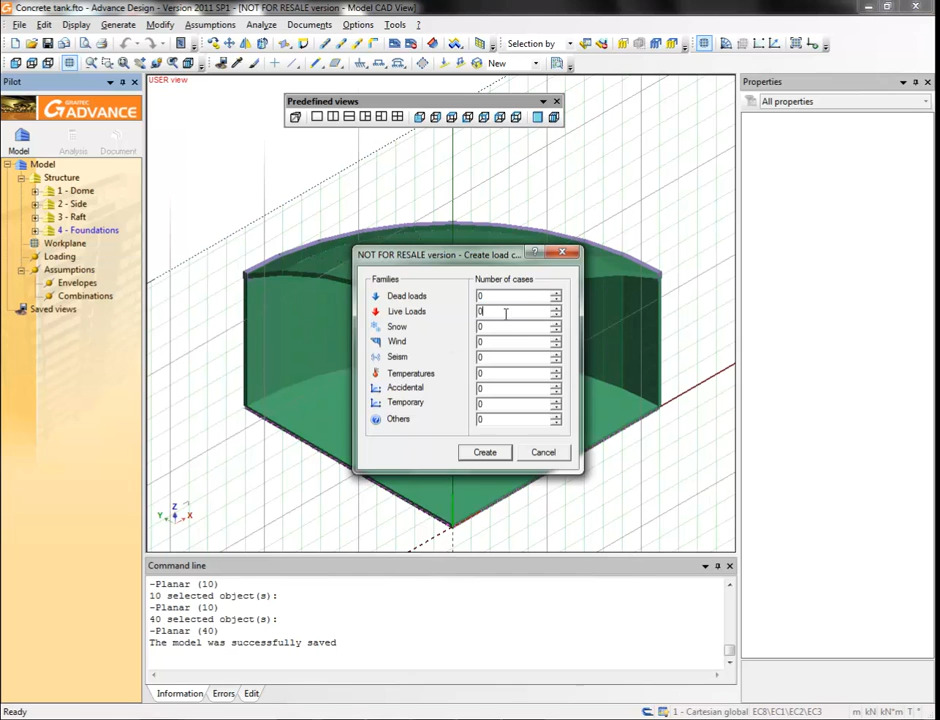 Concrete tank.fto - Advance Design - Version 2011 SP1 - [NOT FOR RESALE version - Model CAD View]
File Edit Display Generate Modify Assumptions Analyze Documents Options Tools ?
Selection by
New
Pilot
USER view
Properties
GRAITEC
ADVANCE
All properties
Predefined views
Model Analysis Document
Model
Structure
1 - Dome
2 - Side
3 - Raft
4 - Foundations
Workplane
Loading
Assumptions
Envelopes
Combinations
Saved views
NOT FOR RESALE version - Create load c...
Families Number of cases
Dead loads 0
Live Loads 0
Snow 0
Wind 0
Seism 0
Temperatures 0
Accidental 0
Temporary 0
Others 0
Create Cancel
Z
Y X
Command line
-Planar (10)
10 selected object(s):
-Planar (10)
40 selected object(s):
-Planar (40)
The model was successfully saved
Information Errors Edit
Ready
1 - Cartesian global EC8/EC1/EC2/EC3 m kN kN*m T °